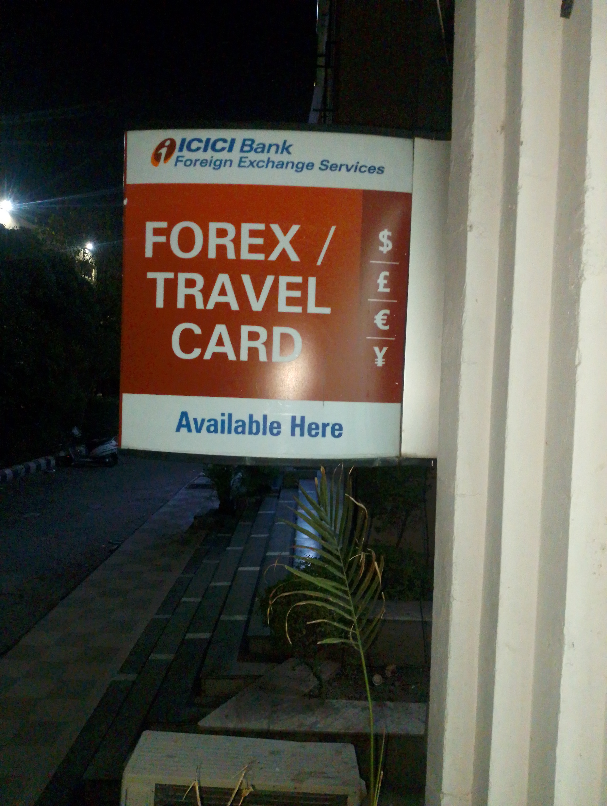 ICICI Bank
Foreign Exchange Services
FOREX /
TRAVEL
CARD
$
£
€
¥
Available Here